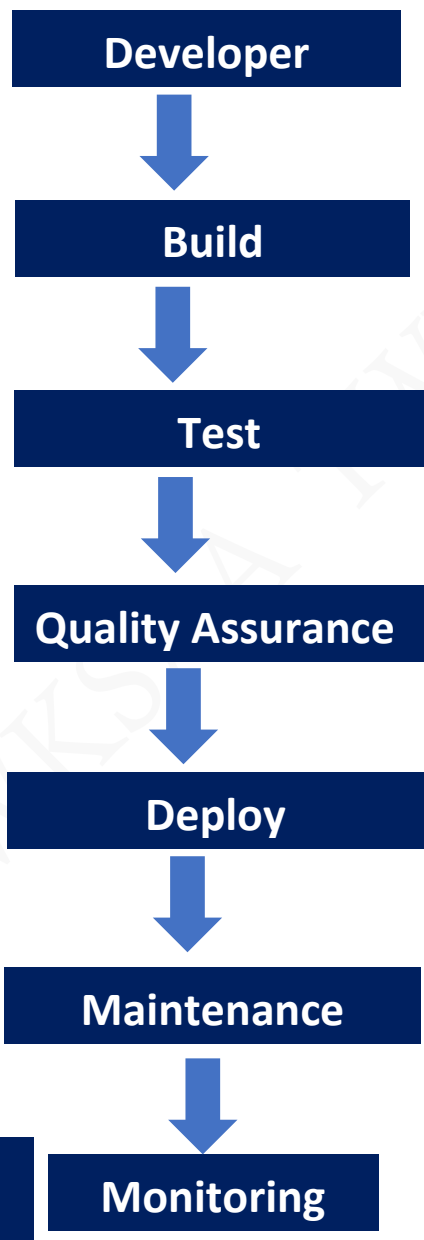 Developer
Build
Test
Quality Assurance
Deploy
Maintenance
Monitoring